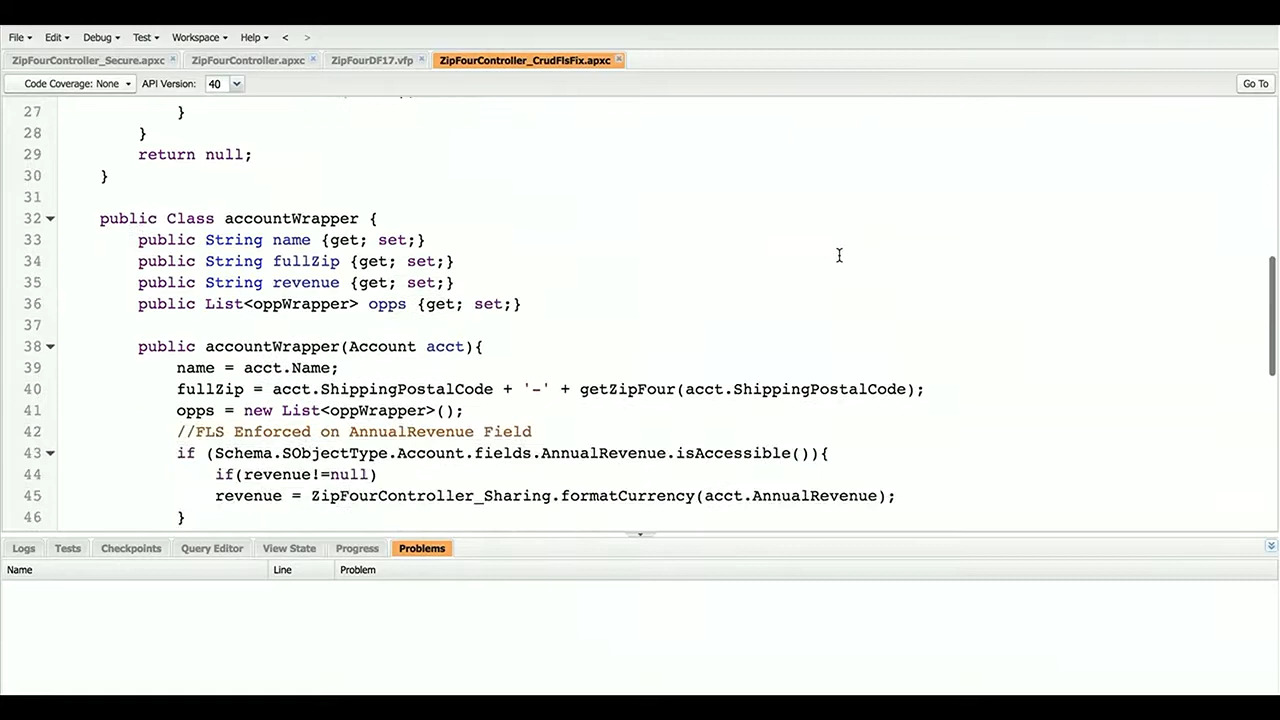 File Edit Debug Test Workspace Help < >
ZipFourController_Secure.apxc ZipFourController.apxc ZipFourDF17.vfp ZipFourController_CrudFlsFix.apxc
Code Coverage: None API Version: 40 Go To
27 }
28 }
29 return null;
30 }
31
32 public Class accountWrapper {
33 public String name {get; set;}
34 public String fullZip {get; set;}
35 public String revenue {get; set;}
36 public List<oppWrapper> opps {get; set;}
37
38 public accountWrapper(Account acct){
39 name = acct.Name;
40 fullZip = acct.ShippingPostalCode + '-' + getZipFour(acct.ShippingPostalCode);
41 opps = new List<oppWrapper>();
42 //FLS Enforced on AnnualRevenue Field
43 if (Schema.SObjectType.Account.fields.AnnualRevenue.isAccessible()){
44 if(revenue!=null)
45 revenue = ZipFourController_Sharing.formatCurrency(acct.AnnualRevenue);
46 }
Logs Tests Checkpoints Query Editor View State Progress Problems
Name Line Problem